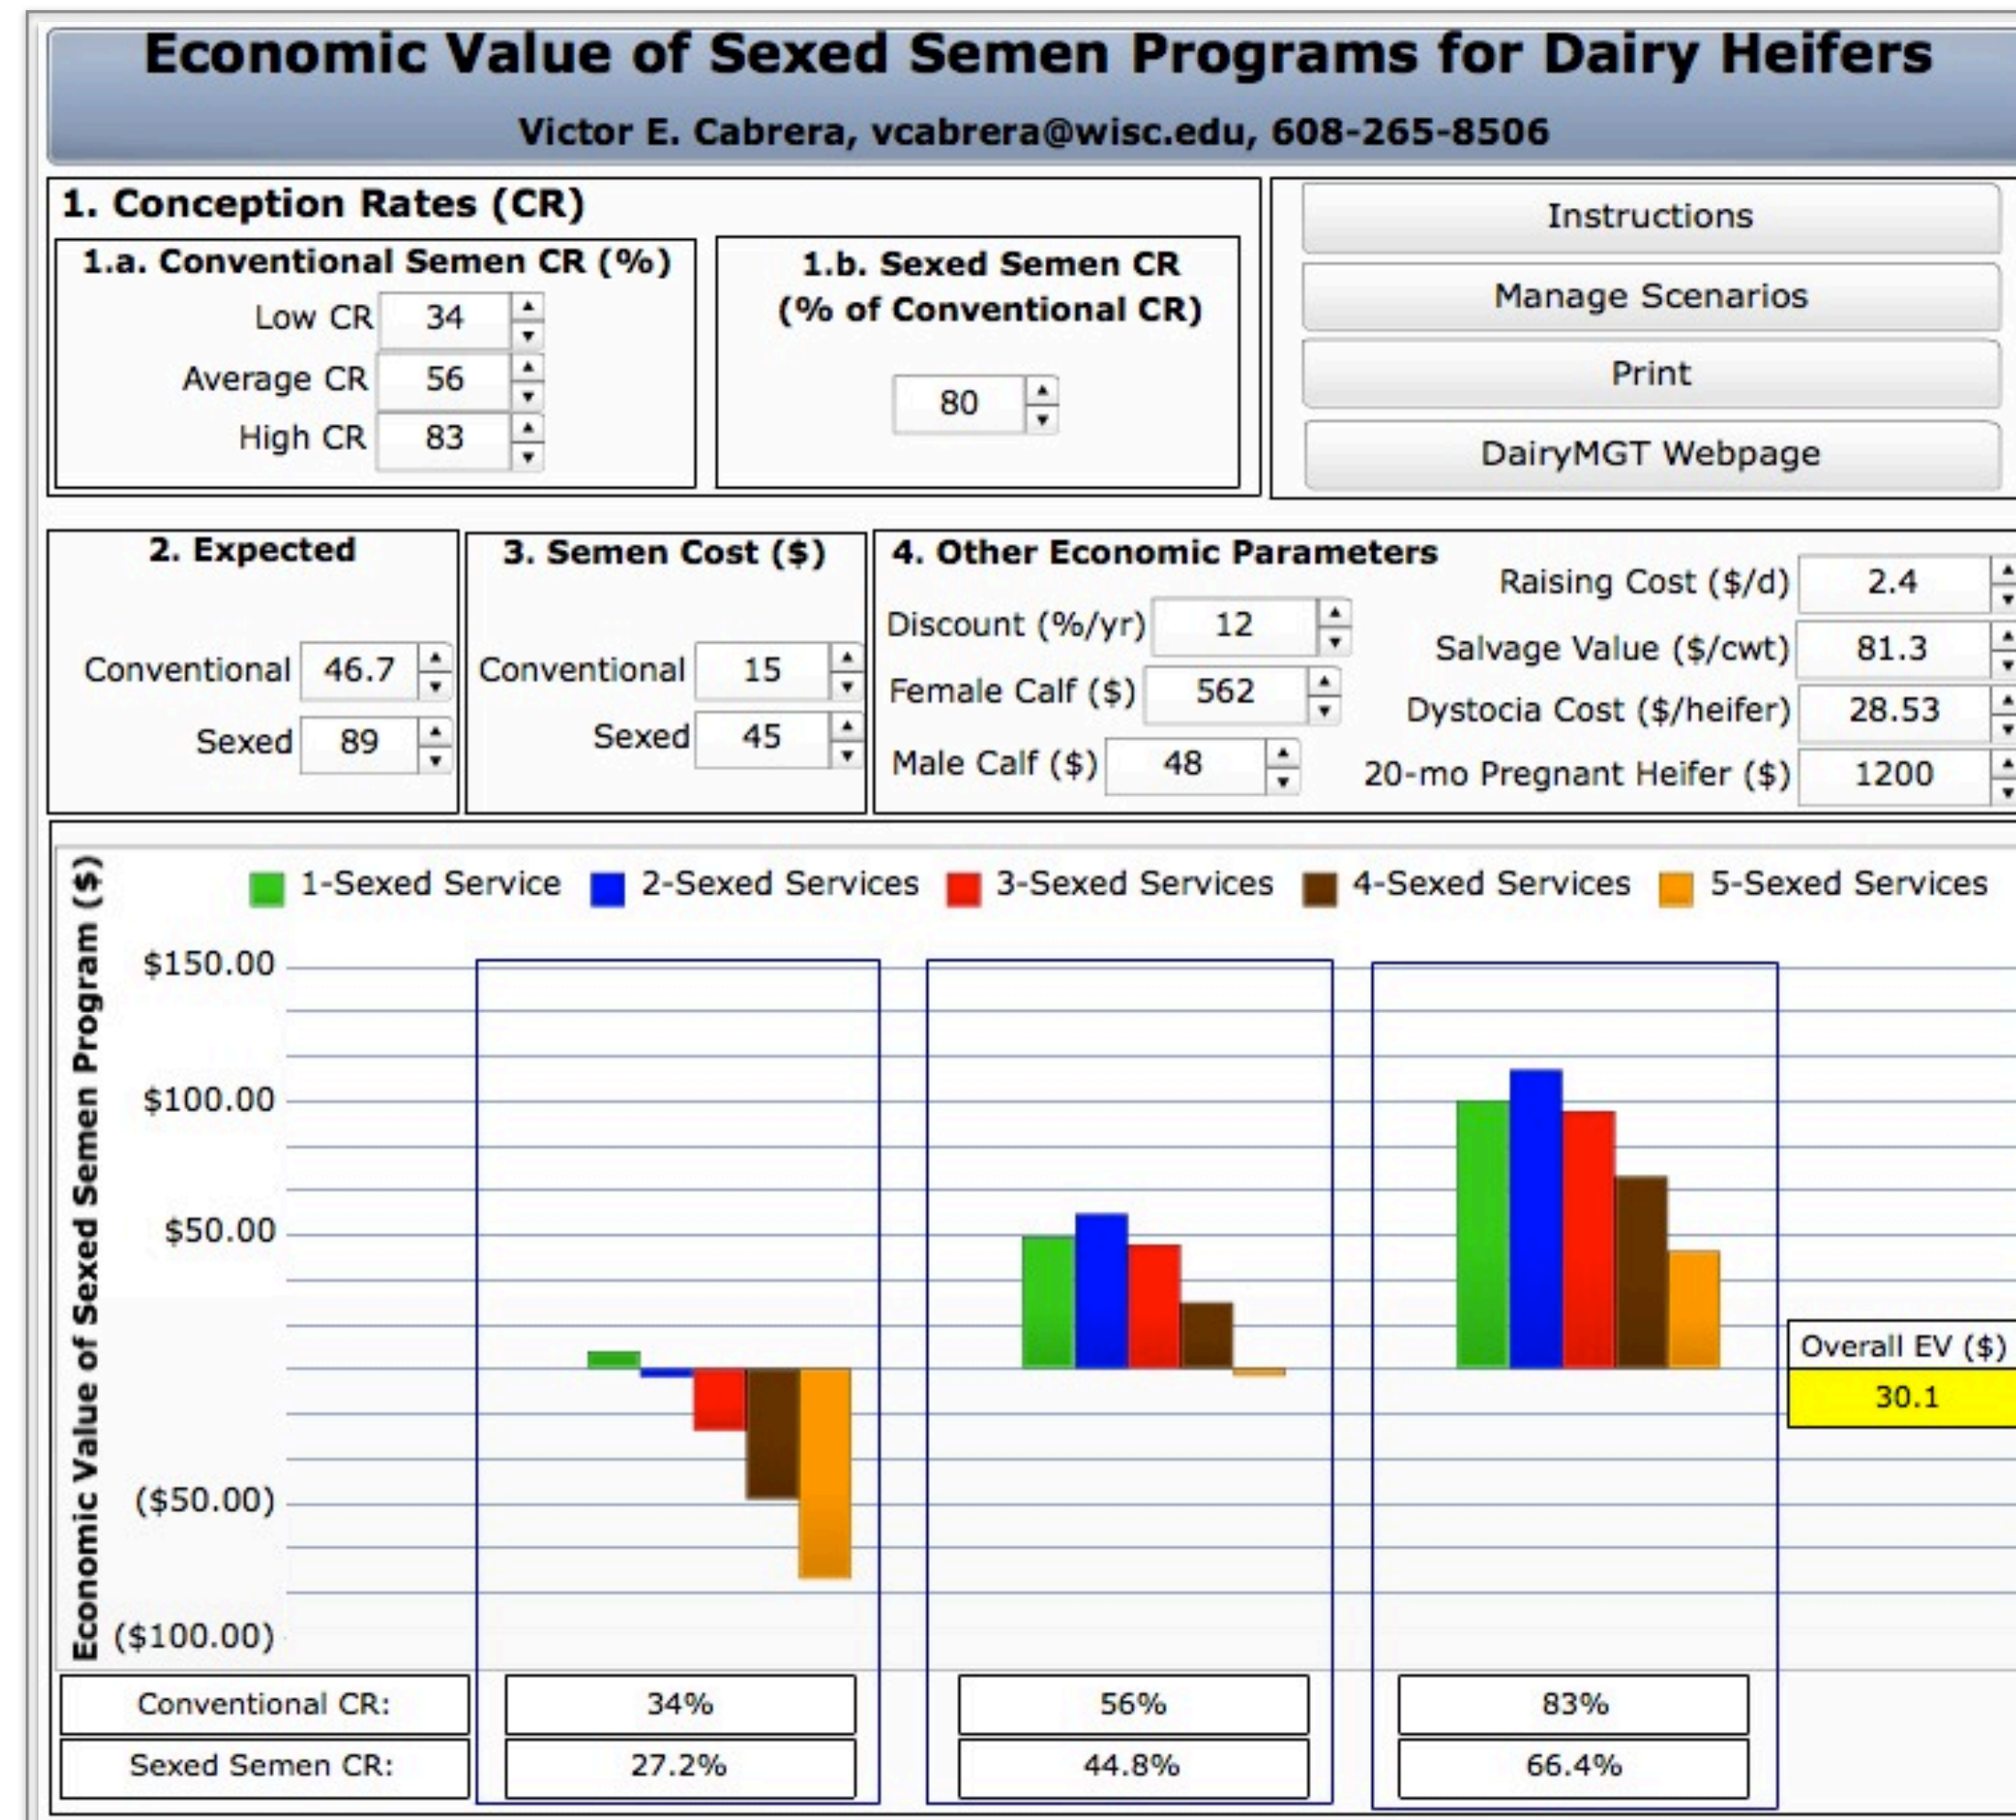 Economic Value of Sexed Semen Programs for Dairy Heifers
Victor E. Cabrera, vcabrera@wisc.edu, 608-265-8506
1. Conception Rates (CR)
1.a. Conventional Semen CR (%)
Low CR 34
Average CR 56
High CR 83
1.b. Sexed Semen CR
(% of Conventional CR)
80
Instructions
Manage Scenarios
Print
DairyMGT Webpage
2. Expected
Conventional 46.7
Sexed 89
3. Semen Cost ($)
Conventional 15
Sexed 45
4. Other Economic Parameters
Discount (%/yr) 12
Female Calf ($) 562
Male Calf ($) 48
Raising Cost ($/d) 2.4
Salvage Value ($/cwt) 81.3
Dystocia Cost ($/heifer) 28.53
20-mo Pregnant Heifer ($) 1200
Economic Value of Sexed Semen Program ($)
1-Sexed Service 2-Sexed Services 3-Sexed Services 4-Sexed Services 5-Sexed Services
$150.00
$100.00
$50.00
($50.00)
($100.00)
Overall EV ($)
30.1
Conventional CR: 34% 56% 83%
Sexed Semen CR: 27.2% 44.8% 66.4%